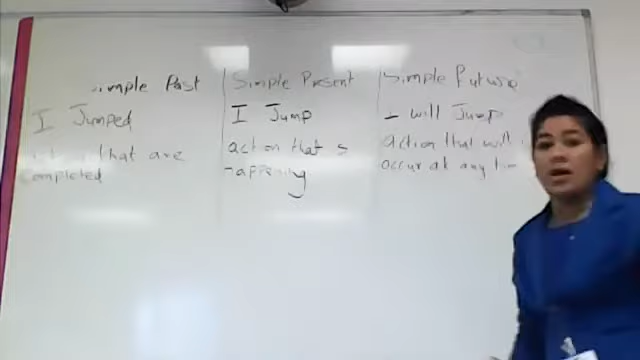 Simple Past
I Jumped
that are
completed
Simple Present
I Jump
action that s
happening
Simple Future
I will Jump
action that will
occur at any